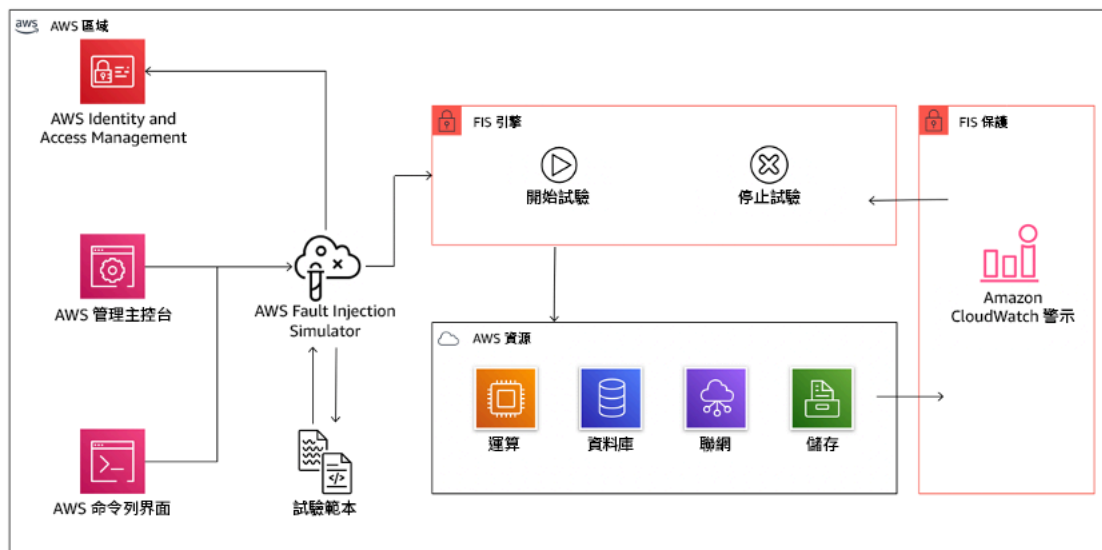 aws
AWS 區域
AWS Identity and
Access Management
FIS 引擎
開始試驗
停止試驗
FIS 保護
AWS 管理主控台
AWS Fault Injection
Simulator
Amazon
CloudWatch 警示
AWS 資源
運算
資料庫
聯網
儲存
AWS 命令列界面
試驗範本